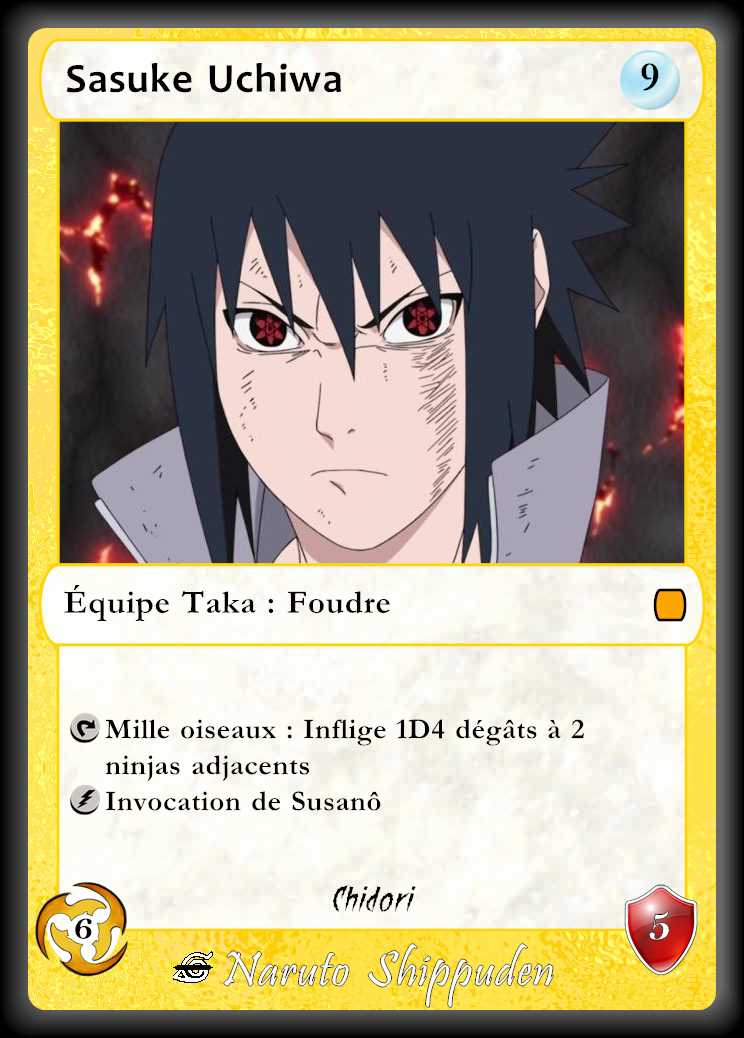 Sasuke Uchiwa
9
Équipe Taka : Foudre
Mille oiseaux : Inflige 1D4 dégâts à 2
ninjas adjacents
Invocation de Susanô
Chidori
6
5
Naruto Shippuden